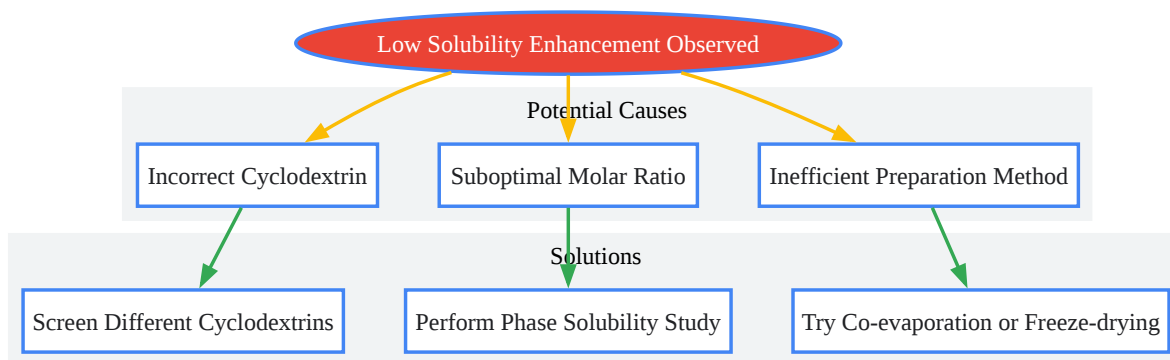 Low Solubility Enhancement Observed
Potential Causes
Incorrect Cyclodextrin
Suboptimal Molar Ratio
Inefficient Preparation Method
Solutions
Screen Different Cyclodextrins
Perform Phase Solubility Study
Try Co-evaporation or Freeze-drying